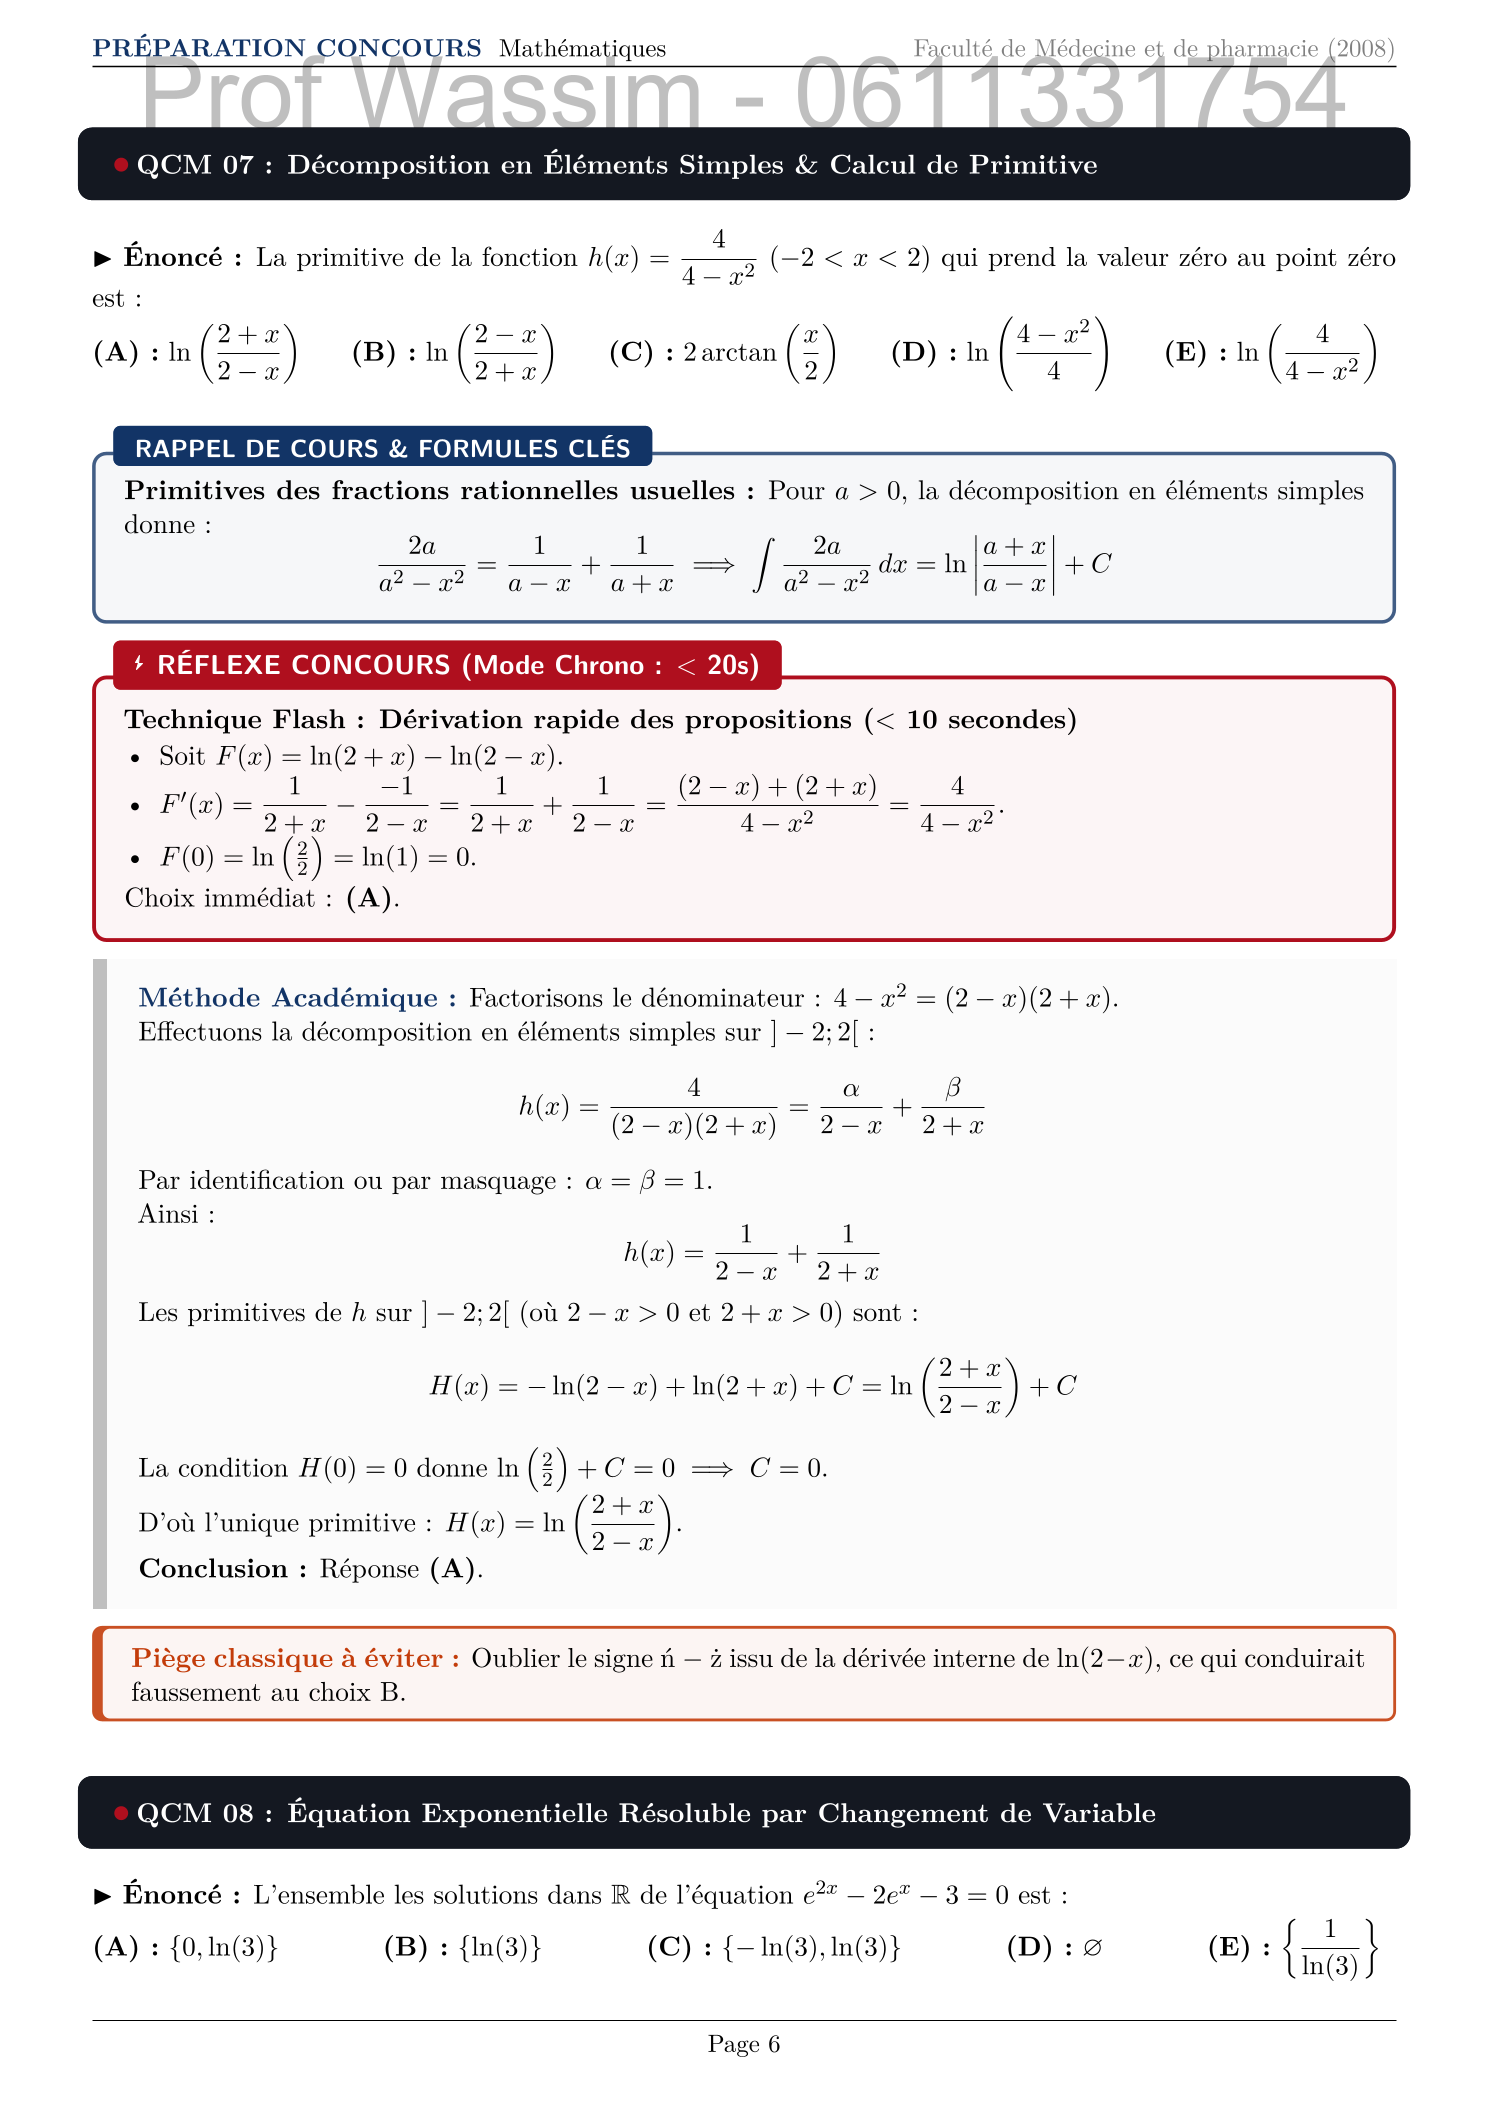 PRÉPARATION CONCOURS Mathématiques Faculté de Médecine et de pharmacie (2008)
Prof Wassim - 0611331754
● QCM 07 : Décomposition en Éléments Simples & Calcul de Primitive
► Énoncé : La primitive de la fonction h(x) = 4/(4 − x²) (−2 < x < 2) qui prend la valeur zéro au point zéro
est :
(A) : ln((2 + x)/(2 − x)) (B) : ln((2 − x)/(2 + x)) (C) : 2 arctan(x/2) (D) : ln((4 − x²)/4) (E) : ln(4/(4 − x²))
RAPPEL DE COURS & FORMULES CLÉS
Primitives des fractions rationnelles usuelles : Pour a > 0, la décomposition en éléments simples
donne :
2a/(a² − x²) = 1/(a − x) + 1/(a + x) ⟹ ∫ 2a/(a² − x²) dx = ln|(a + x)/(a − x)| + C
RÉFLEXE CONCOURS (Mode Chrono : < 20s)
Technique Flash : Dérivation rapide des propositions (< 10 secondes)
• Soit F(x) = ln(2 + x) − ln(2 − x).
• F′(x) = 1/(2 + x) − −1/(2 − x) = 1/(2 + x) + 1/(2 − x) = ((2 − x) + (2 + x))/(4 − x²) = 4/(4 − x²).
• F(0) = ln(2/2) = ln(1) = 0.
Choix immédiat : (A).
Méthode Académique : Factorisons le dénominateur : 4 − x² = (2 − x)(2 + x).
Effectuons la décomposition en éléments simples sur ] − 2; 2[ :
h(x) = 4/((2 − x)(2 + x)) = α/(2 − x) + β/(2 + x)
Par identification ou par masquage : α = β = 1.
Ainsi :
h(x) = 1/(2 − x) + 1/(2 + x)
Les primitives de h sur ] − 2; 2[ (où 2 − x > 0 et 2 + x > 0) sont :
H(x) = − ln(2 − x) + ln(2 + x) + C = ln((2 + x)/(2 − x)) + C
La condition H(0) = 0 donne ln(2/2) + C = 0 ⟹ C = 0.
D'où l'unique primitive : H(x) = ln((2 + x)/(2 − x)).
Conclusion : Réponse (A).
Piège classique à éviter : Oublier le signe ń − ż issu de la dérivée interne de ln(2−x), ce qui conduirait
faussement au choix B.
● QCM 08 : Équation Exponentielle Résoluble par Changement de Variable
► Énoncé : L'ensemble les solutions dans ℝ de l'équation e²ˣ − 2eˣ − 3 = 0 est :
(A) : {0, ln(3)} (B) : {ln(3)} (C) : {− ln(3), ln(3)} (D) : ∅ (E) : {1/ln(3)}
Page 6